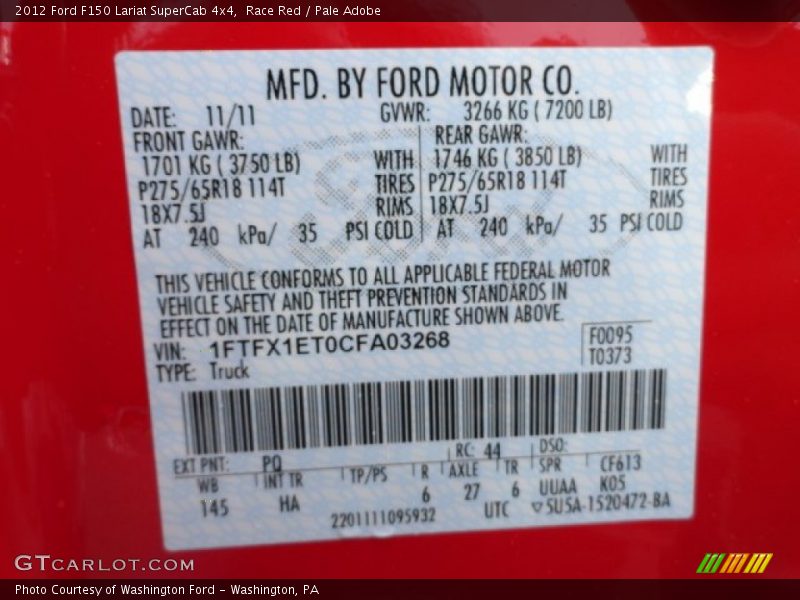 2012 Ford F150 Lariat SuperCab 4x4, Race Red / Pale Adobe
MFD. BY FORD MOTOR CO.
DATE: 11/11 GVWR: 3266 KG ( 7200 LB)
FRONT GAWR: REAR GAWR:
1701 KG ( 3750 LB) WITH 1746 KG ( 3850 LB) WITH
P275/65R18 114T TIRES P275/65R18 114T TIRES
18X7.5J RIMS 18X7.5J RIMS
AT 240 kPa/ 35 PSI COLD AT 240 kPa/ 35 PSI COLD
THIS VEHICLE CONFORMS TO ALL APPLICABLE FEDERAL MOTOR
VEHICLE SAFETY AND THEFT PREVENTION STANDARDS IN
EFFECT ON THE DATE OF MANUFACTURE SHOWN ABOVE.
VIN: 1FTFX1ET0CFA03268 F0095
TYPE: Truck T0373
EXT PNT: PQ RC: 44 DSO:
WB INT TR TP/PS R AXLE TR SPR CF613
145 HA 6 27 6 UUAA K05
2201111095932 UTC ▽5U5A-1520472-BA
GTCARLOT.COM
Photo Courtesy of Washington Ford - Washington, PA